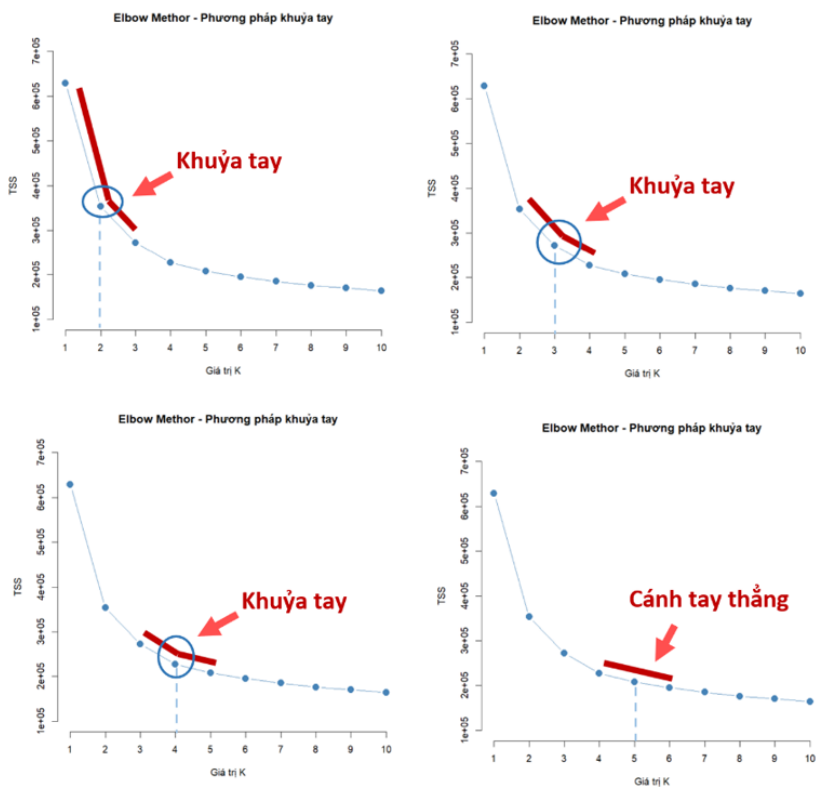 Elbow Methor - Phương pháp khuỷa tay
7e+05
6e+05
5e+05
4e+05
3e+05
2e+05
1e+05
TSS
Khuỷa tay
1 2 3 4 5 6 7 8 9 10
Giá trị K
Elbow Methor - Phương pháp khuỷa tay
7e+05
6e+05
5e+05
4e+05
3e+05
2e+05
1e+05
TSS
Khuỷa tay
1 2 3 4 5 6 7 8 9 10
Giá trị K
Elbow Methor - Phương pháp khuỷa tay
7e+05
6e+05
5e+05
4e+05
3e+05
2e+05
1e+05
TSS
Khuỷa tay
1 2 3 4 5 6 7 8 9 10
Giá trị K
Elbow Methor - Phương pháp khuỷa tay
7e+05
6e+05
5e+05
4e+05
3e+05
2e+05
1e+05
TSS
Cánh tay thẳng
1 2 3 4 5 6 7 8 9 10
Giá trị K